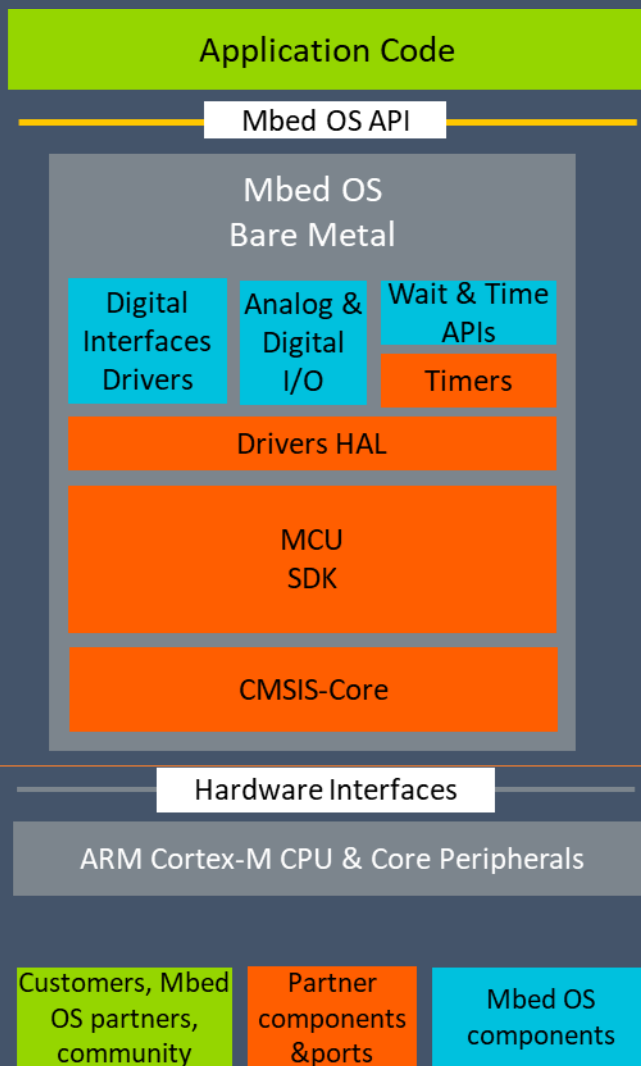 Application Code
Mbed OS API
Mbed OS
Bare Metal
Digital
Interfaces
Drivers
Analog &
Digital
I/O
Wait & Time
APIs
Timers
Drivers HAL
MCU
SDK
CMSIS-Core
Hardware Interfaces
ARM Cortex-M CPU & Core Peripherals
Customers, Mbed
OS partners,
community
Partner
components
&ports
Mbed OS
components